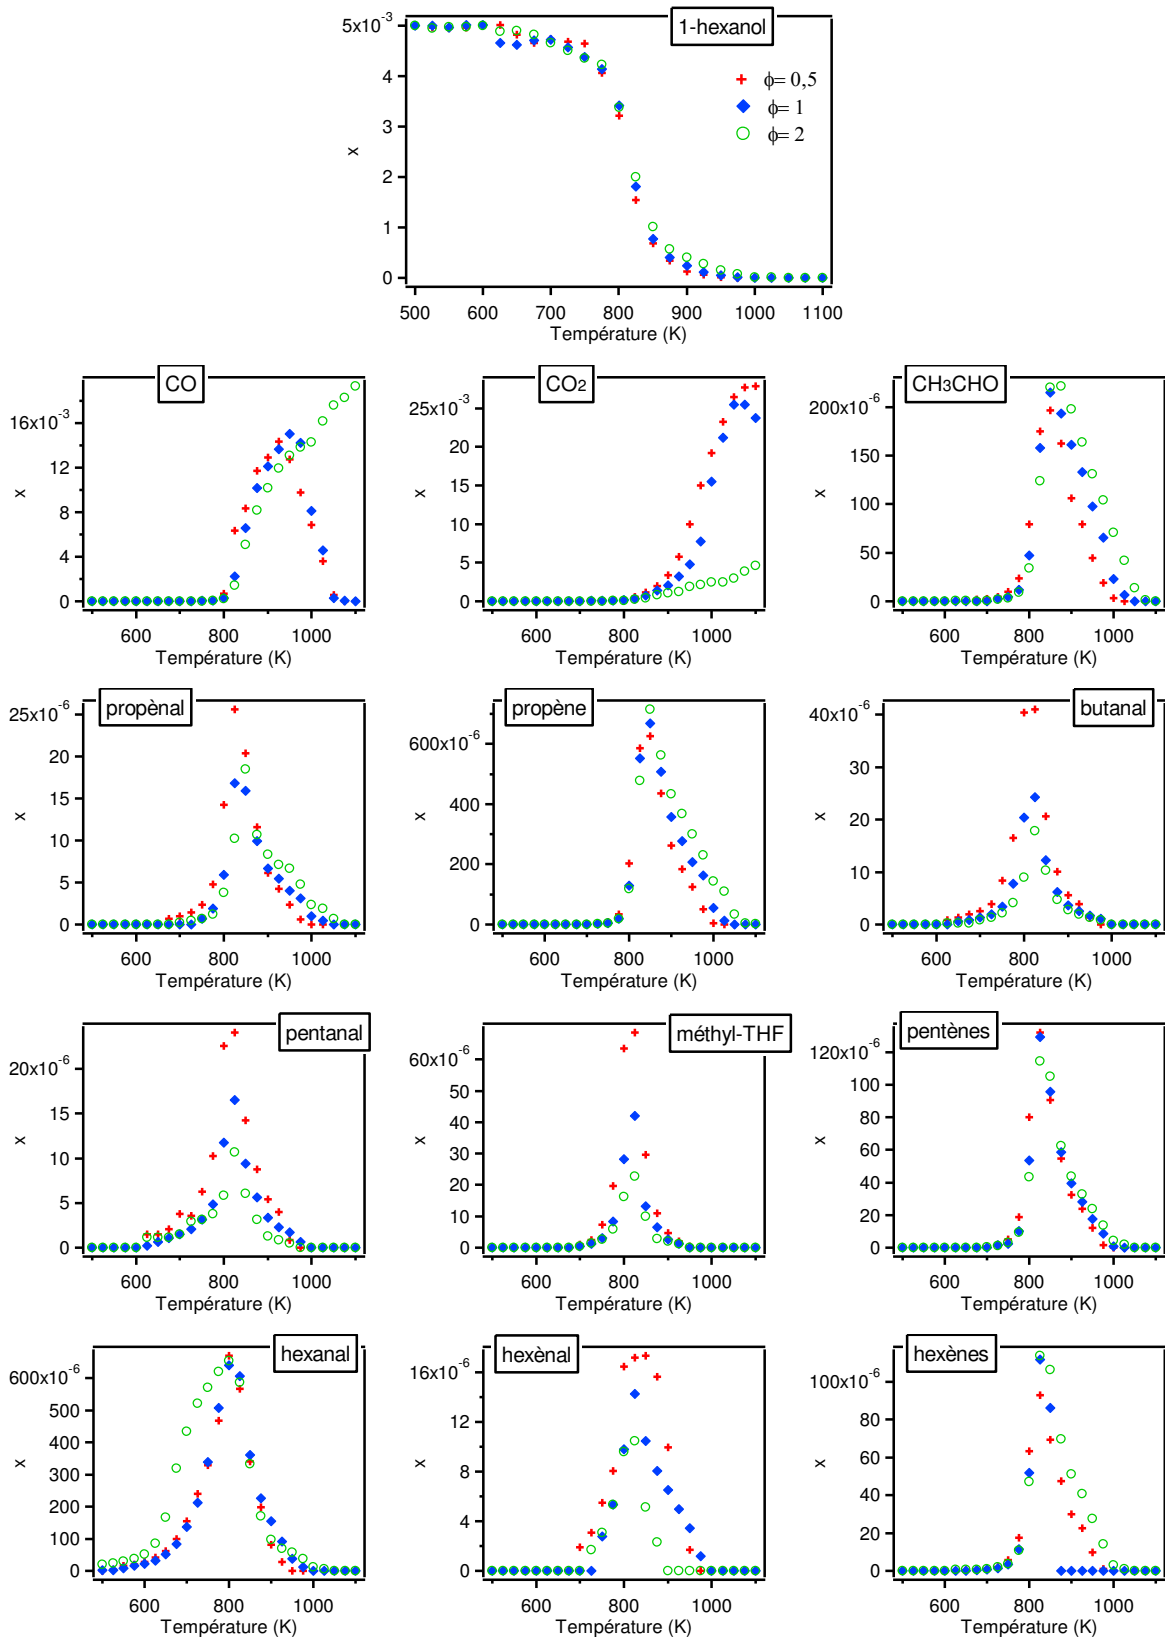 1-hexanol
5x10-3
4
3
2
1
0
x
ϕ= 0,5
ϕ= 1
ϕ= 2
500 600 700 800 900 1000 1100
Température (K)
CO
16x10-3
12
8
4
0
x
600 800 1000
Température (K)
CO2
25x10-3
20
15
10
5
0
x
600 800 1000
Température (K)
CH3CHO
200x10-6
150
100
50
0
x
600 800 1000
Température (K)
propènal
25x10-6
20
15
10
5
0
x
600 800 1000
Température (K)
propène
600x10-6
400
200
0
x
600 800 1000
Température (K)
butanal
40x10-6
30
20
10
0
x
600 800 1000
Température (K)
pentanal
20x10-6
15
10
5
0
x
600 800 1000
Température (K)
méthyl-THF
60x10-6
50
40
30
20
10
0
x
600 800 1000
Température (K)
pentènes
120x10-6
100
80
60
40
20
0
x
600 800 1000
Température (K)
hexanal
600x10-6
500
400
300
200
100
0
x
600 800 1000
Température (K)
hexènal
16x10-6
12
8
4
0
x
600 800 1000
Température (K)
hexènes
100x10-6
80
60
40
20
0
x
600 800 1000
Température (K)